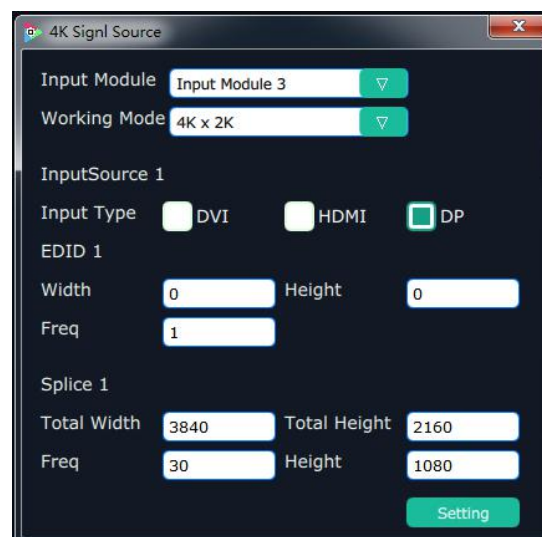 4K Signl Source
x
Input Module Input Module 3
Working Mode 4K x 2K
InputSource 1
Input Type DVI HDMI DP
EDID 1
Width 0 Height 0
Freq 1
Splice 1
Total Width 3840 Total Height 2160
Freq 30 Height 1080
Setting